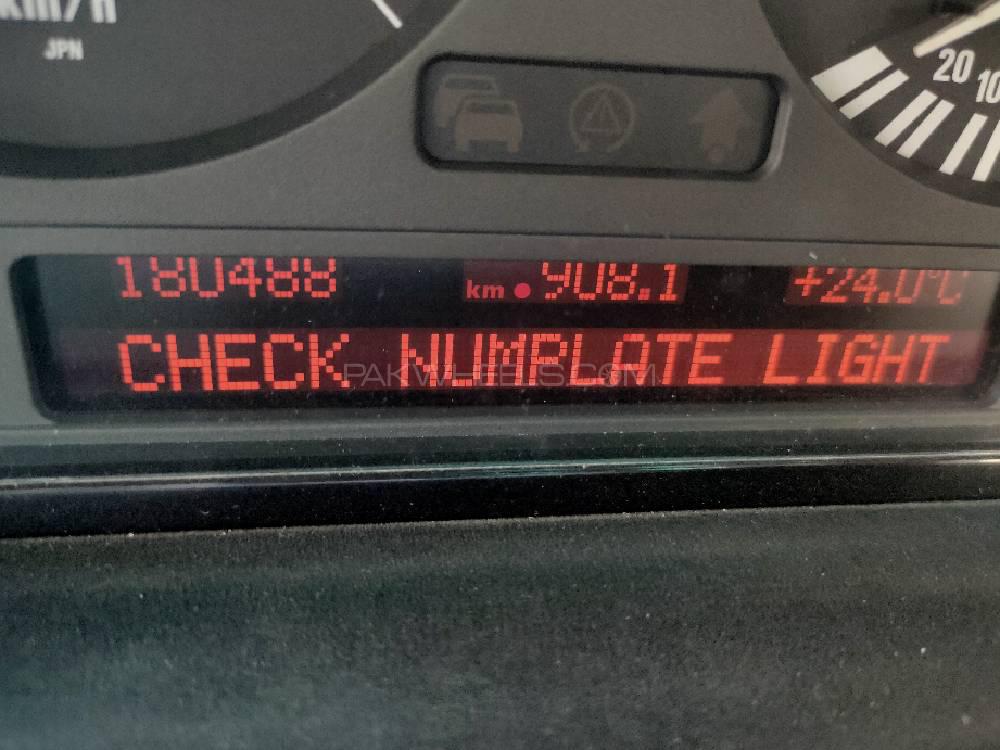 km/h
JPN
20
10
180488 km 908.1 +24.0°C
CHECK NUMPLATE LIGHT
PAKWHEELS.COM